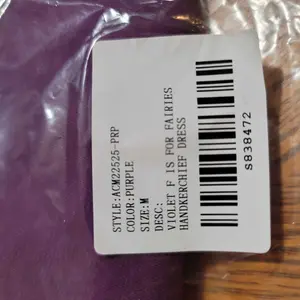 STYLE:ACM22525-PRP
COLOR:PURPLE
SIZE:M
DESC:
VIOLET F IS FOR FAIRIES
HANDKERCHIEF DRESS
S838472